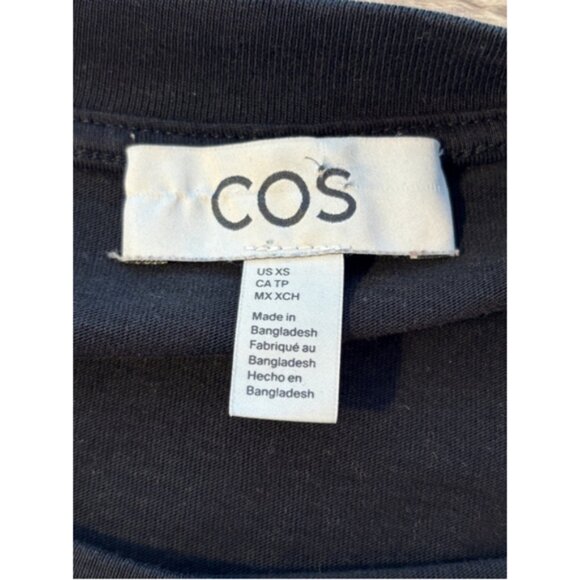 COS
US XS
CA TP
MX XCH
Made in
Bangladesh
Fabriqué au
Bangladesh
Hecho en
Bangladesh